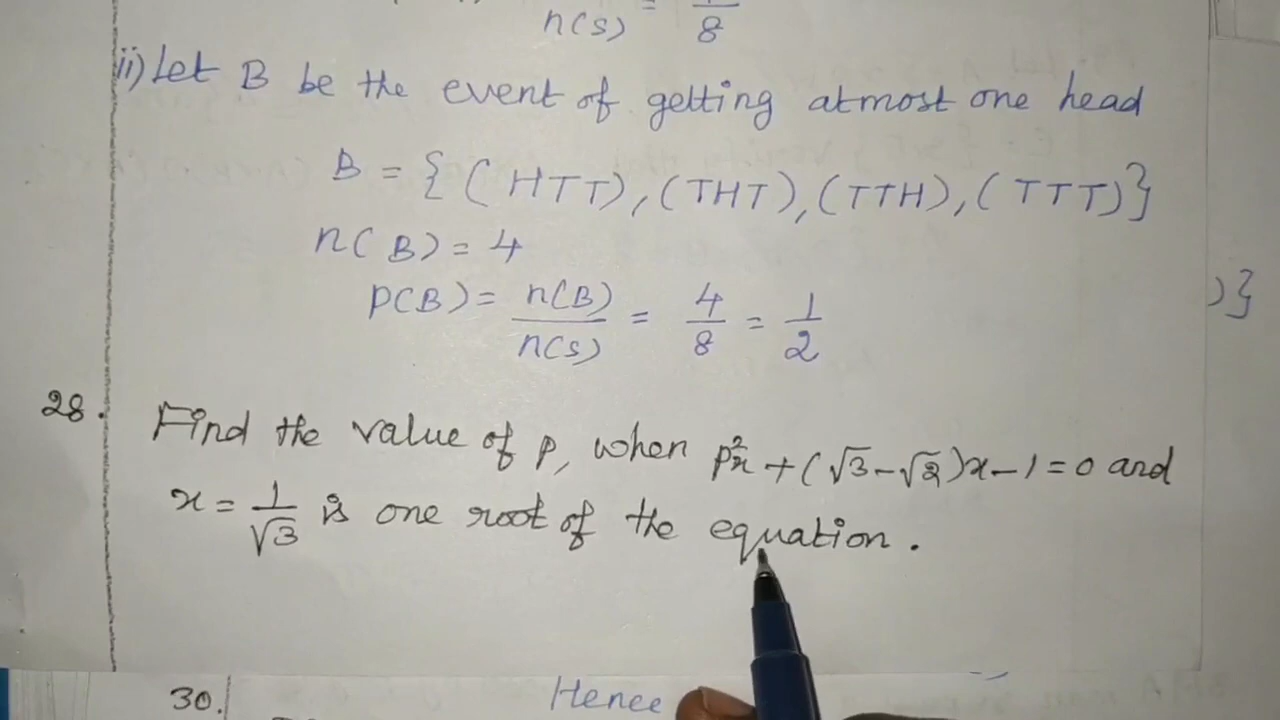 n(S) = 8
ii) Let B be the event of getting atmost one head
B = { (HTT), (THT), (TTH), (TTT)}
n(B) = 4
P(B) = n(B)/n(S) = 4/8 = 1/2
)}
28. Find the value of p, when px² + (√3-√2)x-1=0 and
x = 1/√3 is one root of the equation.
30. Hence